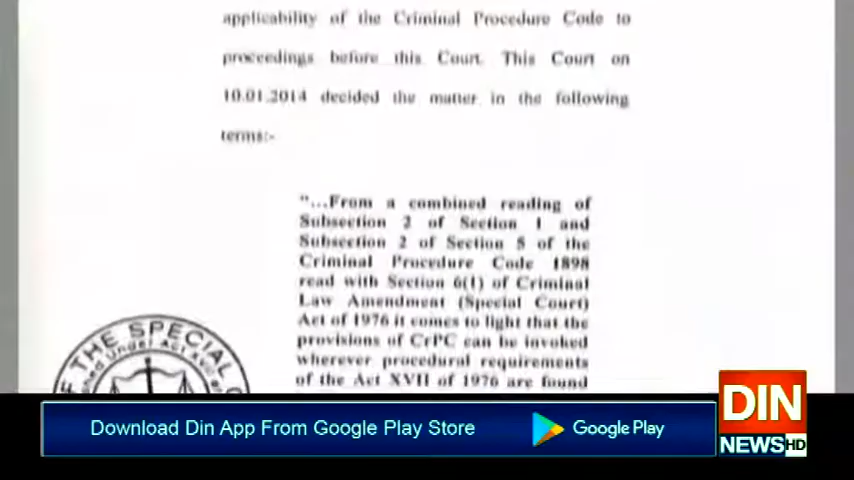 applicability of the Criminal Procedure Code to
proceedings before this Court. This Court on
10.01.2014 decided the matter in the following
terms:-
"...From a combined reading of
Subsection 2 of Section 1 and
Subsection 2 of Section 5 of the
Criminal Procedure Code 1898
read with Section 6(1) of Criminal
Law Amendment (Special Court)
Act of 1976 it comes to light that the
provisions of CrPC can be invoked
wherever procedural requirements
of the Act XVII of 1976 are found
OF THE SPECIAL
Under Act XVII
Download Din App From Google Play Store
Google Play
DIN
NEWS HD